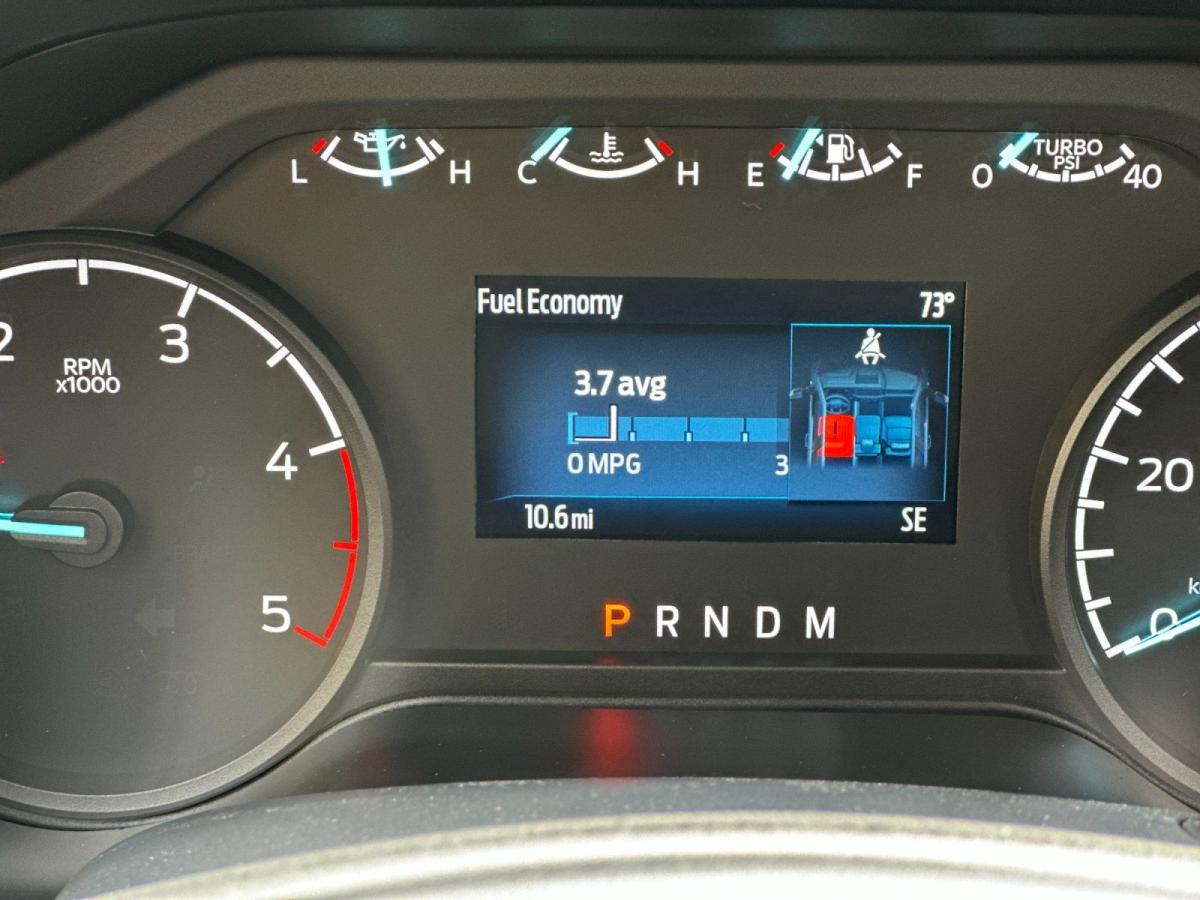 L H
C H
E F
0 TURBO PSI 40
Fuel Economy 73°
2 3 4 5
RPM
x1000
3.7 avg
0 MPG 3
10.6 mi SE
20
0
P R N D M